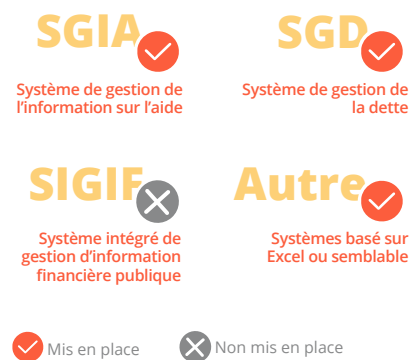 SGIA
Système de gestion de
l'information sur l'aide
SGD
Système de gestion de
la dette
SIGIF
Système intégré de
gestion d'information
financière publique
Autre
Systèmes basé sur
Excel ou semblable
Mis en place
Non mis en place